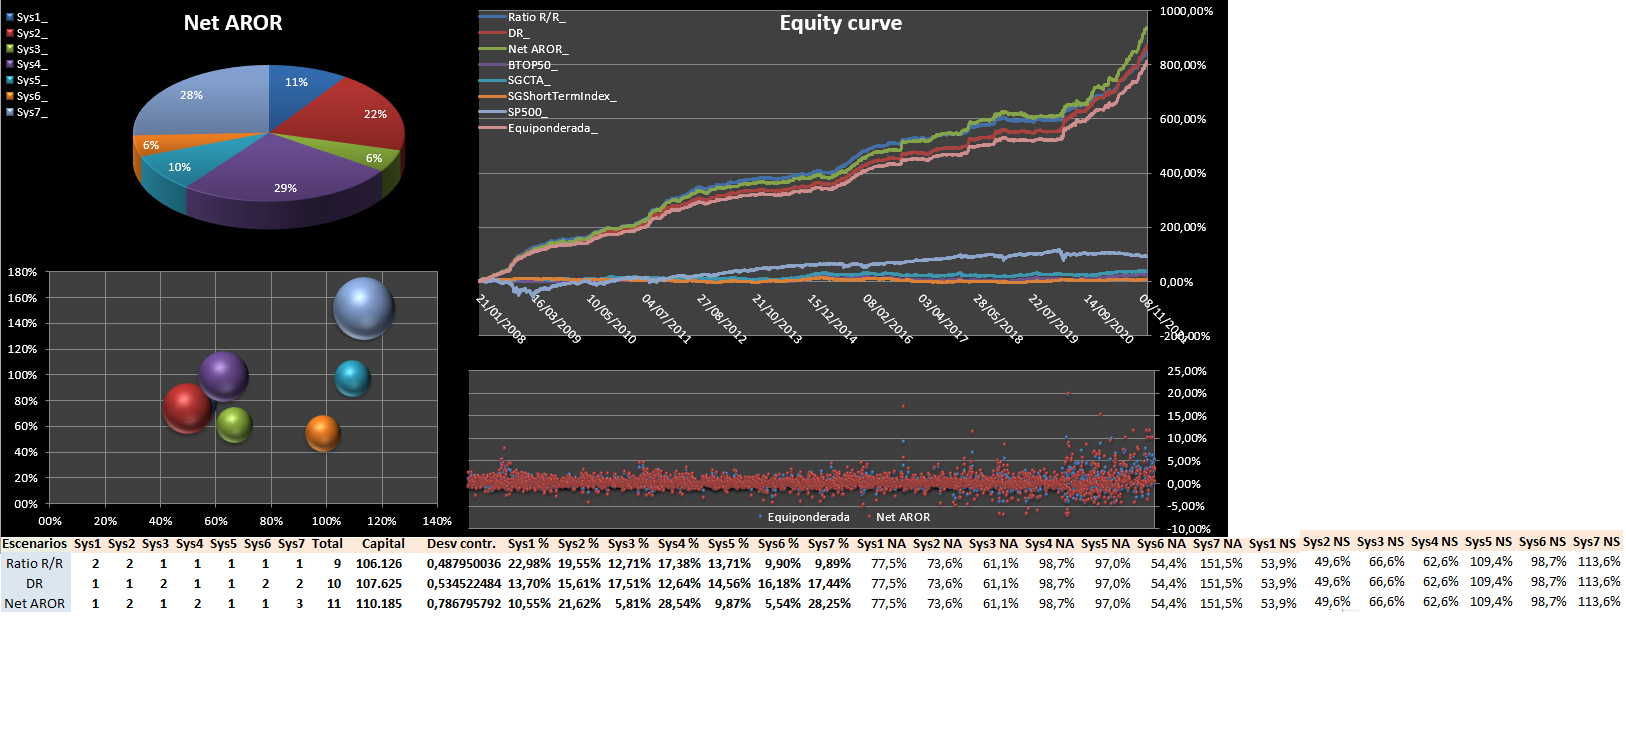 Net AROR
Sys1_
Sys2_
Sys3_
Sys4_
Sys5_
Sys6_
Sys7_
11%
22%
6%
29%
10%
6%
28%
Equity curve
Ratio R/R_
DR_
Net AROR_
BTOP50_
SGCTA_
SGShortTermIndex_
SP500_
Equiponderada_
1000,00%
800,00%
600,00%
400,00%
200,00%
0,00%
-200,00%
21/01/2008
16/03/2009
10/05/2010
04/07/2011
27/08/2012
21/10/2013
15/12/2014
08/02/2016
03/04/2017
28/05/2018
22/07/2019
14/09/2020
180%
160%
140%
120%
100%
80%
60%
40%
20%
00%
00% 20% 40% 60% 80% 100% 120% 140%
25,00%
20,00%
15,00%
10,00%
5,00%
0,00%
-5,00%
-10,00%
Equiponderada Net AROR
Escenarios Sys1 Sys2 Sys3 Sys4 Sys5 Sys6 Sys7 Total Capital Desv contr. Sys1 % Sys2 % Sys3 % Sys4 % Sys5 % Sys6 % Sys7 % Sys1 NA Sys2 NA Sys3 NA Sys4 NA Sys5 NA Sys6 NA Sys7 NA Sys1 NS Sys2 NS Sys3 NS Sys4 NS Sys5 NS Sys6 NS Sys7 NS
Ratio R/R 2 2 1 1 1 1 1 9 106.126 0,487950036 22,98% 19,55% 12,71% 17,38% 13,71% 9,90% 9,89% 77,5% 73,6% 61,1% 98,7% 97,0% 54,4% 151,5% 53,9% 49,6% 66,6% 62,6% 109,4% 98,7% 113,6%
DR 1 1 2 1 1 2 2 10 107.625 0,534522484 13,70% 15,61% 17,51% 12,64% 14,56% 16,18% 17,44% 77,5% 73,6% 61,1% 98,7% 97,0% 54,4% 151,5% 53,9% 49,6% 66,6% 62,6% 109,4% 98,7% 113,6%
Net AROR 1 2 1 2 1 1 3 11 110.185 0,786795792 10,55% 21,62% 5,81% 28,54% 9,87% 5,54% 28,25% 77,5% 73,6% 61,1% 98,7% 97,0% 54,4% 151,5% 53,9% 49,6% 66,6% 62,6% 109,4% 98,7% 113,6%